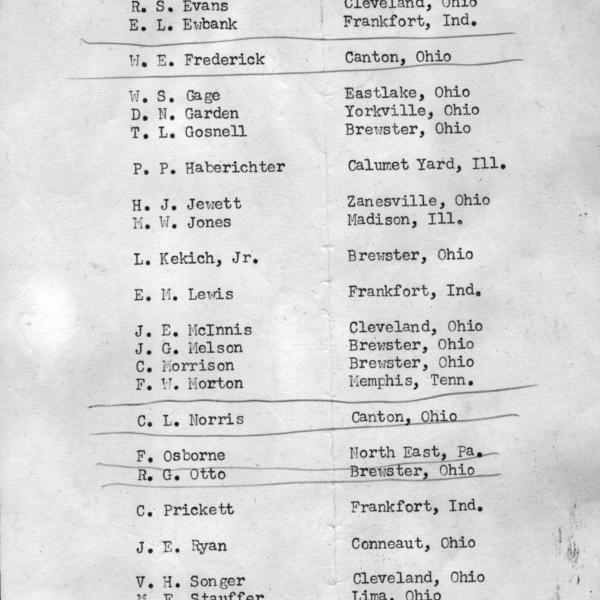 R. S. Evans Cleveland, Ohio
E. L. Ewbank Frankfort, Ind.
W. E. Frederick Canton, Ohio
W. S. Gage Eastlake, Ohio
D. N. Garden Yorkville, Ohio
T. L. Gosnell Brewster, Ohio
P. P. Haberichter Calumet Yard, Ill.
H. J. Jewett Zanesville, Ohio
M. W. Jones Madison, Ill.
L. Kekich, Jr. Brewster, Ohio
E. M. Lewis Frankfort, Ind.
J. E. McInnis Cleveland, Ohio
J. G. Melson Brewster, Ohio
C. Morrison Brewster, Ohio
F. W. Morton Memphis, Tenn.
C. L. Norris Canton, Ohio
F. Osborne North East, Pa.
R. G. Otto Brewster, Ohio
C. Prickett Frankfort, Ind.
J. E. Ryan Conneaut, Ohio
V. H. Songer Cleveland, Ohio
M. E. Stauffer Lima, Ohio